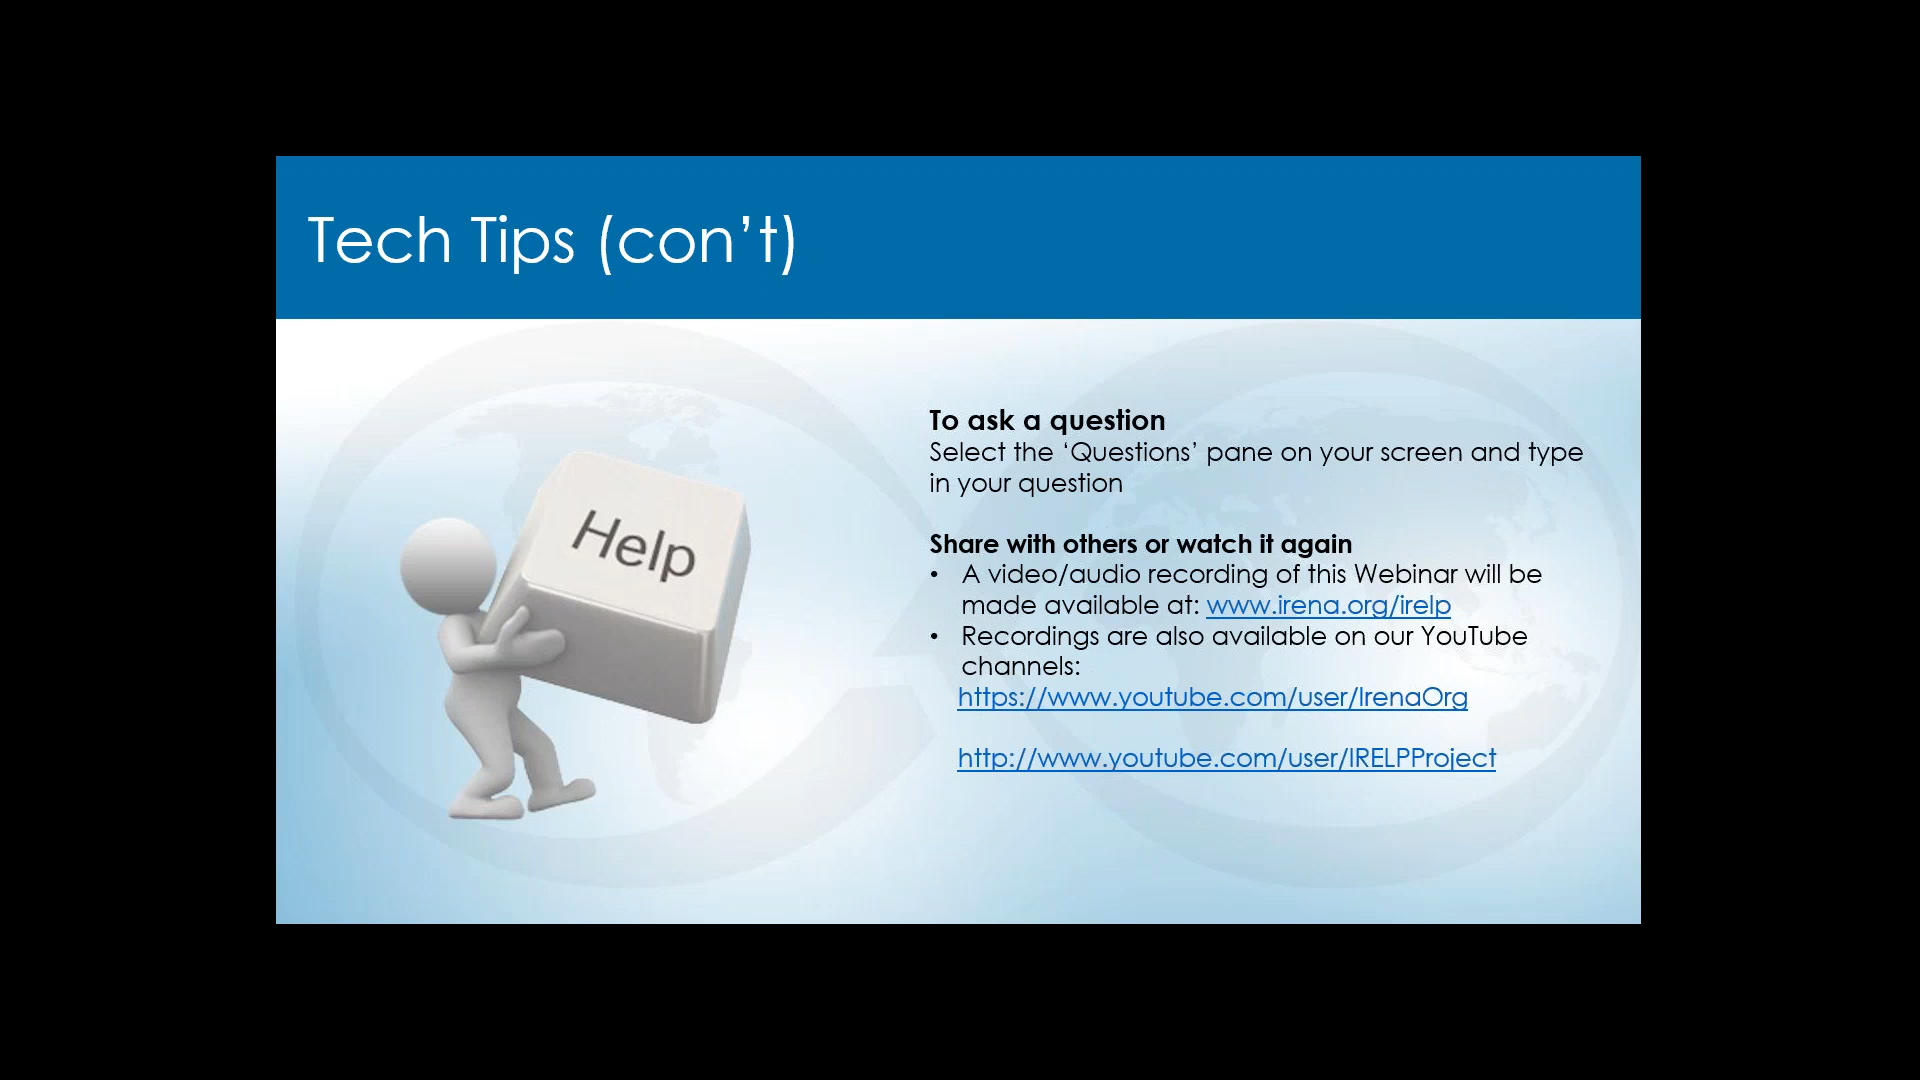 Tech Tips (con’t)
Help
To ask a question
Select the ‘Questions’ pane on your screen and type
in your question
Share with others or watch it again
• A video/audio recording of this Webinar will be
made available at: www.irena.org/irelp
• Recordings are also available on our YouTube
channels:
https://www.youtube.com/user/IrenaOrg
http://www.youtube.com/user/IRELPProject